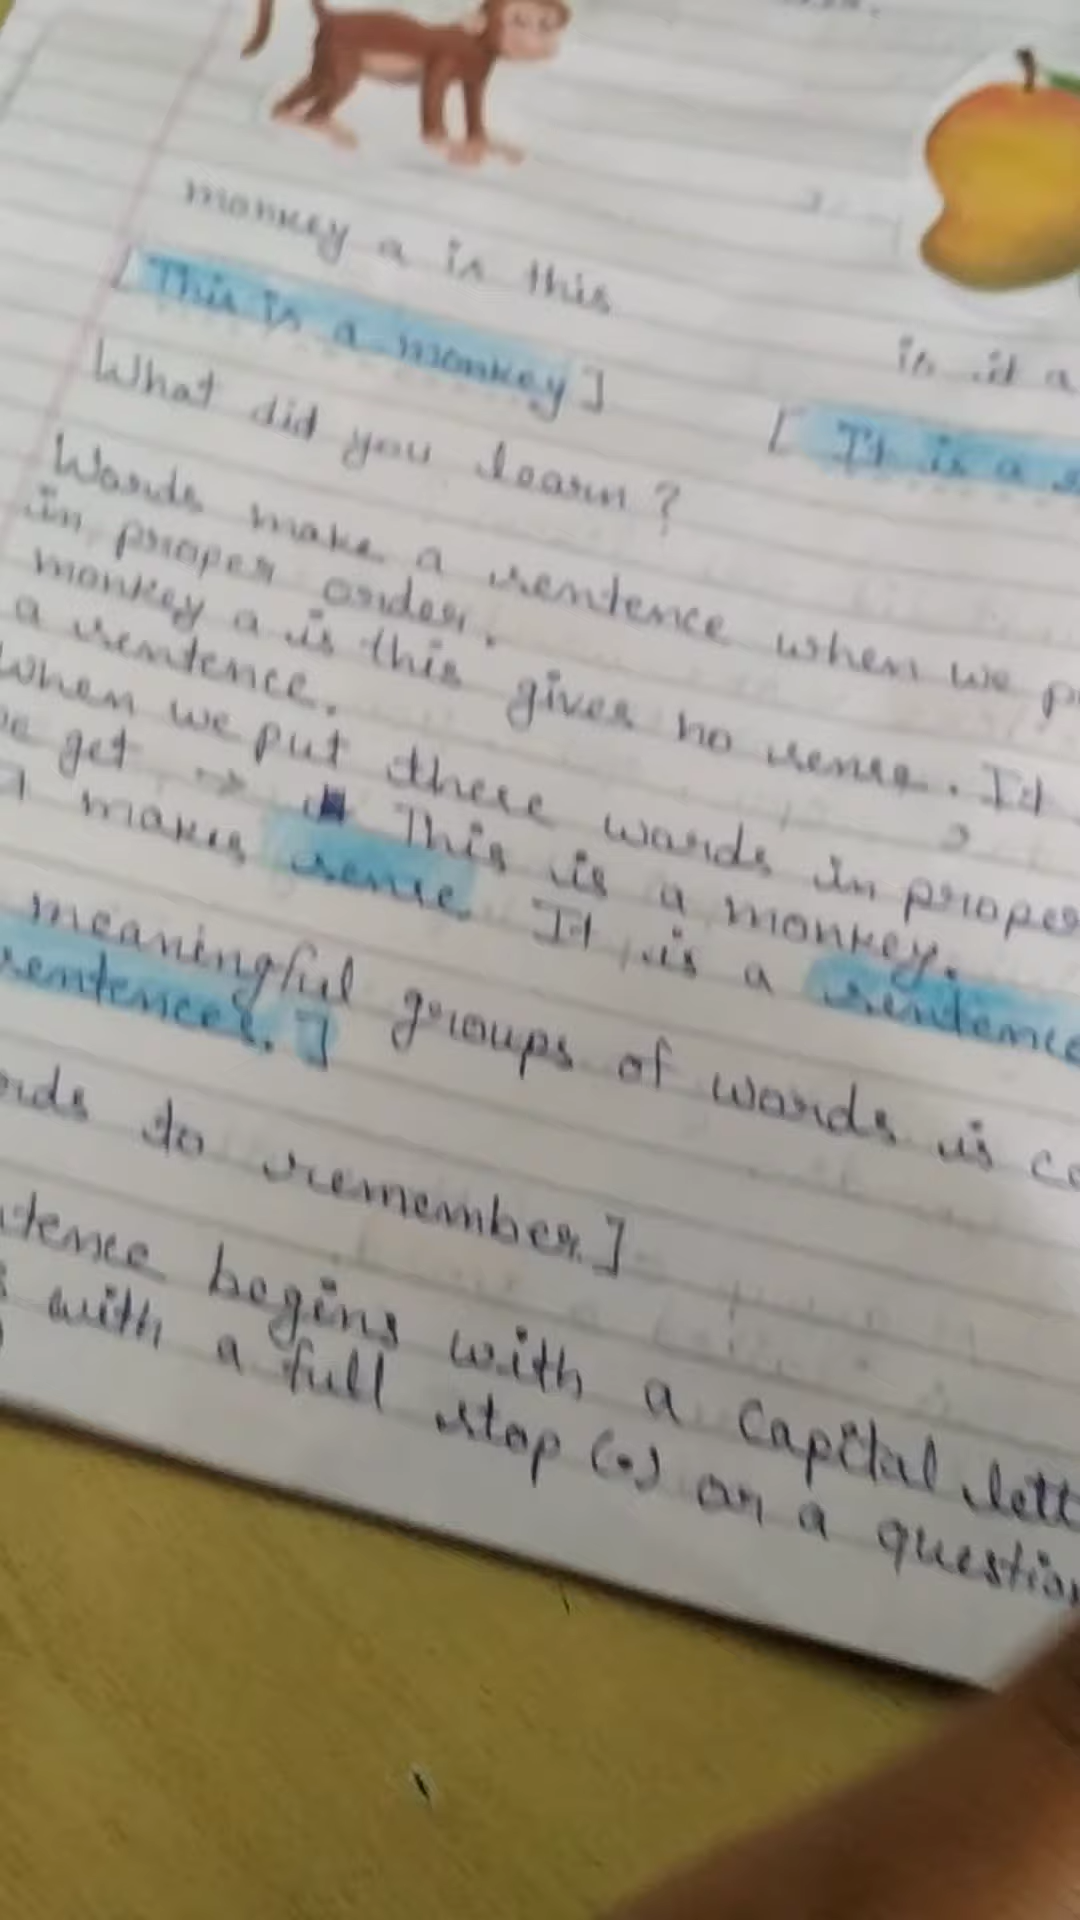 monkey a is this
is it a
[This is a monkey]
[It is a
What did you learn?
Words make a sentence when we
in proper order.
monkey a is this gives no sense. It
a sentence.
When we put these words in proper
get → This is a monkey.
makes sense. It is a sentence
meaningful groups of words is
sentences.]
to remember]
begins with a capital
with a full stop (.) or a question